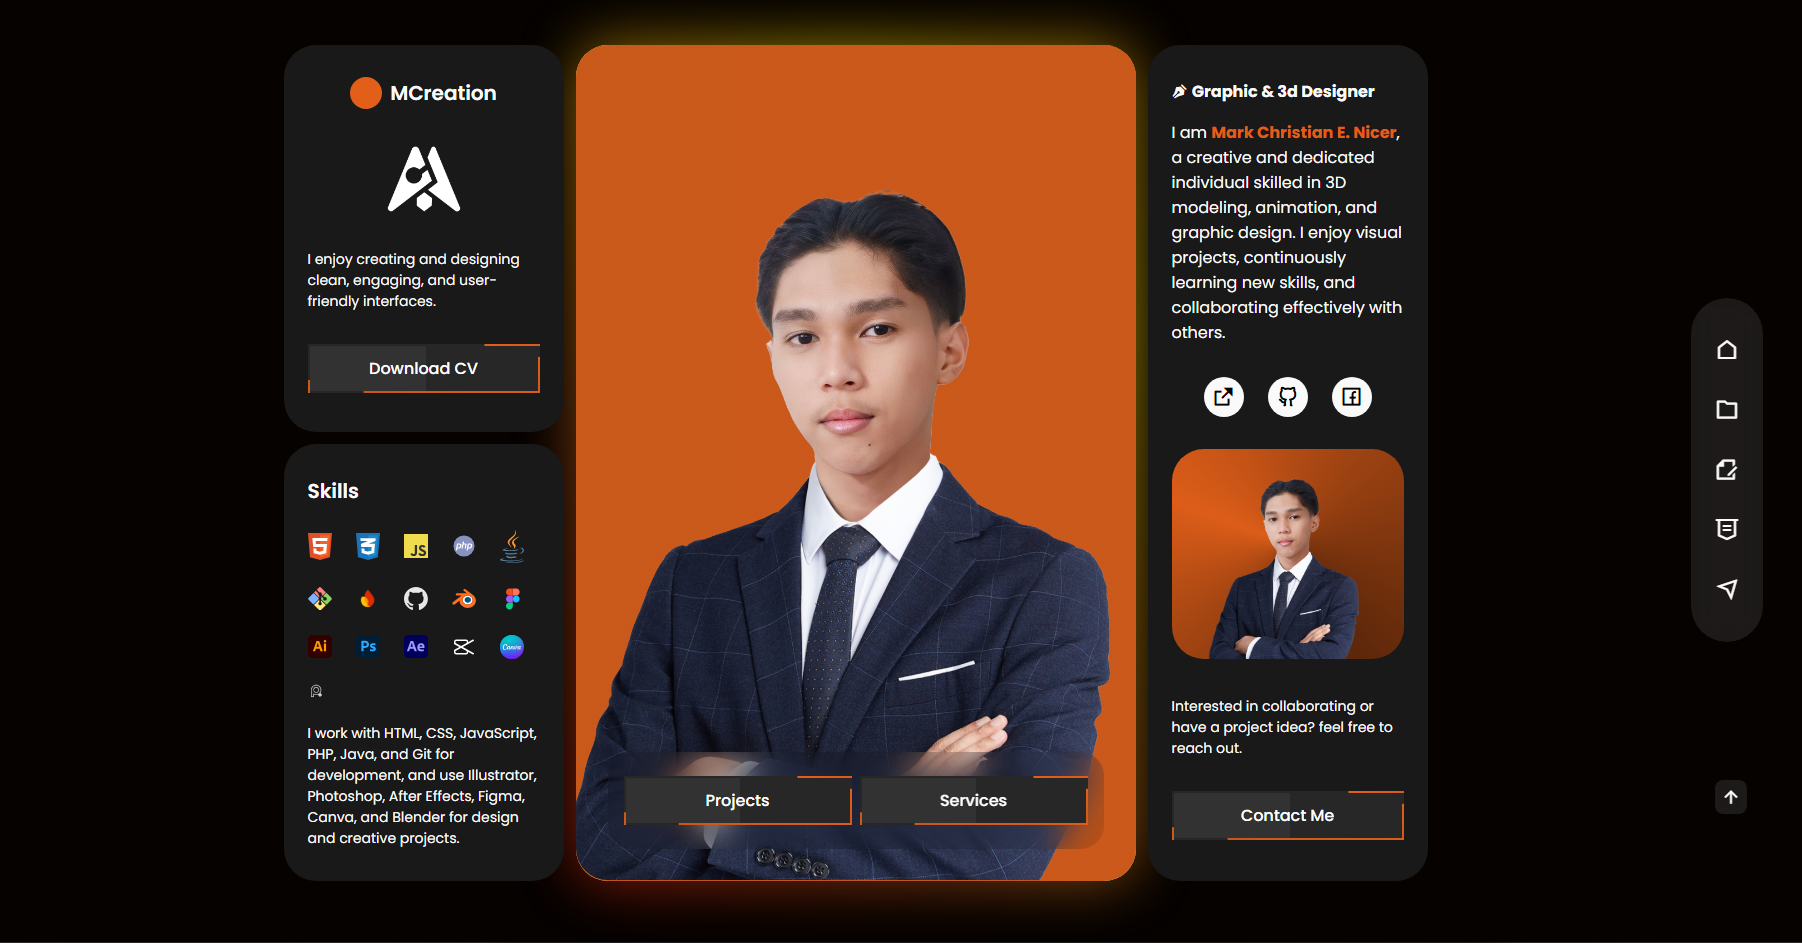 MCreation
I enjoy creating and designing
clean, engaging, and user-
friendly interfaces.
Download CV
Skills
5
3
JS
php
Ai
Ps
Ae
Canva
I work with HTML, CSS, JavaScript,
PHP, Java, and Git for
development, and use Illustrator,
Photoshop, After Effects, Figma,
Canva, and Blender for design
and creative projects.
Projects
Services
Graphic & 3d Designer
I am Mark Christian E. Nicer,
a creative and dedicated
individual skilled in 3D
modeling, animation, and
graphic design. I enjoy visual
projects, continuously
learning new skills, and
collaborating effectively with
others.
Interested in collaborating or
have a project idea? feel free to
reach out.
Contact Me